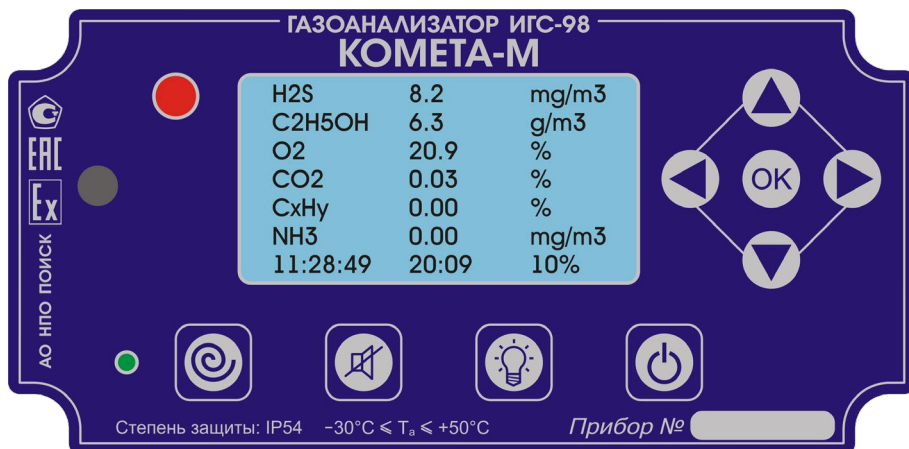 ГАЗОАНАЛИЗАТОР ИГС-98
КОМЕТА-М
H2S 8.2 mg/m3
C2H5OH 6.3 g/m3
O2 20.9 %
CO2 0.03 %
CxHy 0.00 %
NH3 0.00 mg/m3
11:28:49 20:09 10%
OK
ЕАС
Ex
АО НПО ПОИСК
Степень защиты: IP54 −30°C ⩽ Tₐ ⩽ +50°C
Прибор №